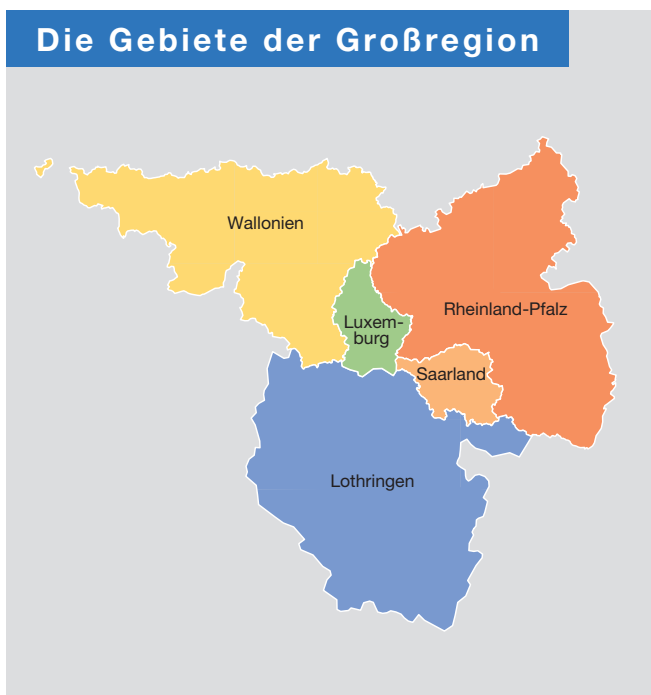 Die Gebiete der Großregion
Wallonien
Rheinland-Pfalz
Luxem-
burg
Saarland
Lothringen